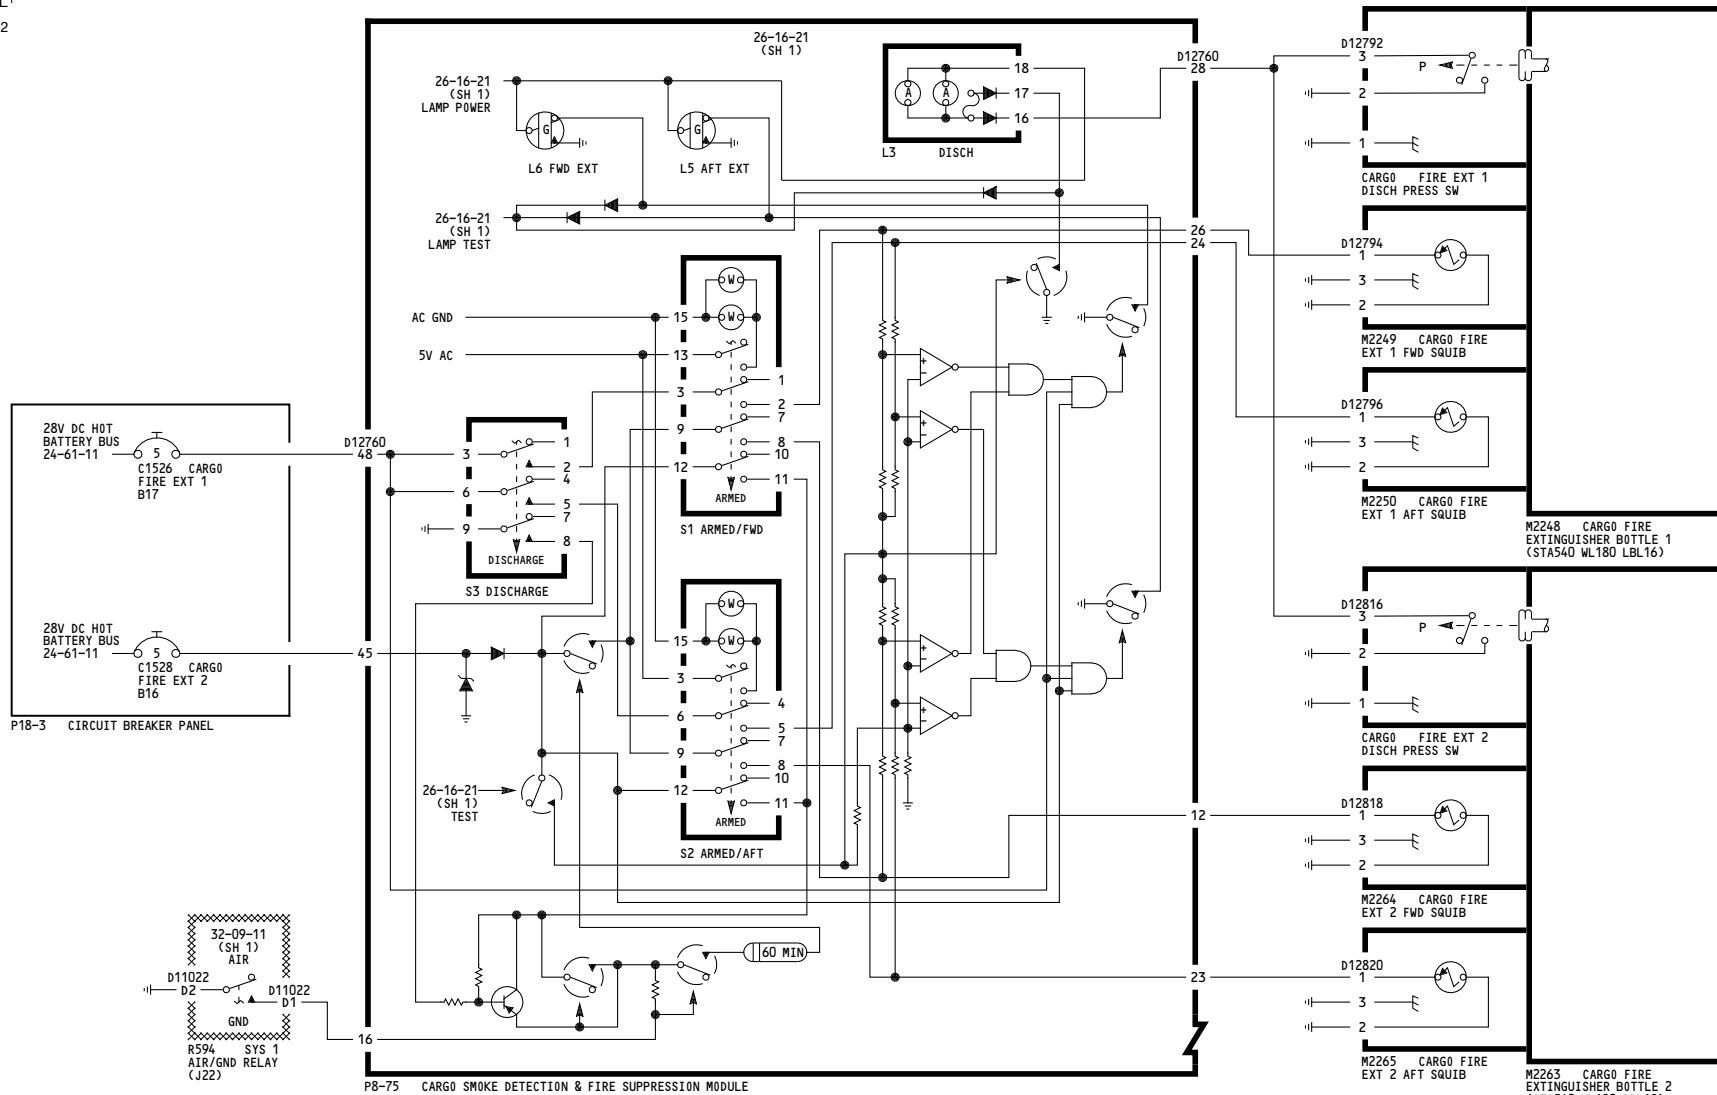 2
26-16-21
(SH 1)
26-16-21
(SH 1)
LAMP POWER
G
L6 FWD EXT
G
L5 AFT EXT
A
A
18
17
16
L3 DISCH
D12760
28
26-16-21
(SH 1)
LAMP TEST
26
24
AC GND
5V AC
W
W
15
13
3
1
2
7
9
8
10
12
11
ARMED
S1 ARMED/FWD
28V DC HOT
BATTERY BUS
24-61-11
5
C1526 CARGO
FIRE EXT 1
B17
D12760
48
3
1
2
4
6
5
7
9
8
DISCHARGE
S3 DISCHARGE
28V DC HOT
BATTERY BUS
24-61-11
5
C1528 CARGO
FIRE EXT 2
B16
45
P18-3 CIRCUIT BREAKER PANEL
W
W
15
3
4
6
5
7
9
8
10
12
11
ARMED
S2 ARMED/AFT
26-16-21
(SH 1)
TEST
+
-
+
-
+
-
+
-
12
23
60 MIN
32-09-11
(SH 1)
AIR
D11022
D2
D11022
D1
GND
R594 SYS 1
AIR/GND RELAY
(J22)
16
P8-75 CARGO SMOKE DETECTION & FIRE SUPPRESSION MODULE
D12792
3
P
2
1
CARGO FIRE EXT 1
DISCH PRESS SW
D12794
1
3
2
M2249 CARGO FIRE
EXT 1 FWD SQUIB
D12796
1
3
2
M2250 CARGO FIRE
EXT 1 AFT SQUIB
M2248 CARGO FIRE
EXTINGUISHER BOTTLE 1
(STA540 WL180 LBL16)
D12816
3
P
2
1
CARGO FIRE EXT 2
DISCH PRESS SW
D12818
1
3
2
M2264 CARGO FIRE
EXT 2 FWD SQUIB
D12820
1
3
2
M2265 CARGO FIRE
EXT 2 AFT SQUIB
M2263 CARGO FIRE
EXTINGUISHER BOTTLE 2